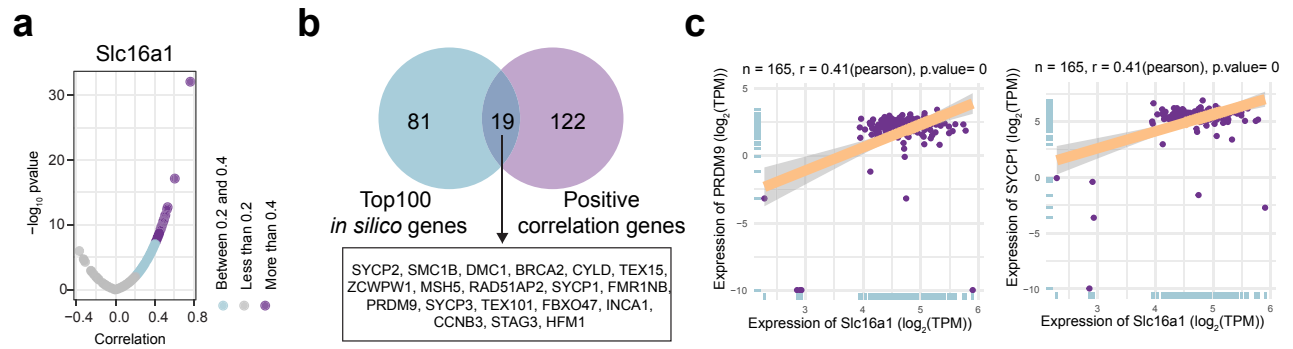 a
Slc16a1
−log10 pvalue
30
20
10
0
−0.4 0.0 0.4 0.8
Correlation
Between 0.2 and 0.4
Less than 0.2
More than 0.4
b
81
19
122
Top100
in silico genes
Positive
correlation genes
SYCP2, SMC1B, DMC1, BRCA2, CYLD, TEX15,
ZCWPW1, MSH5, RAD51AP2, SYCP1, FMR1NB,
PRDM9, SYCP3, TEX101, FBXO47, INCA1,
CCNB3, STAG3, HFM1
c
n = 165, r = 0.41(pearson), p.value= 0
Expression of PRDM9 (log2(TPM))
5
0
−5
−10
3 4 5 6
Expression of Slc16a1 (log2(TPM))
n = 165, r = 0.41(pearson), p.value= 0
Expression of SYCP1 (log2(TPM))
5
0
−5
−10
3 4 5 6
Expression of Slc16a1 (log2(TPM))